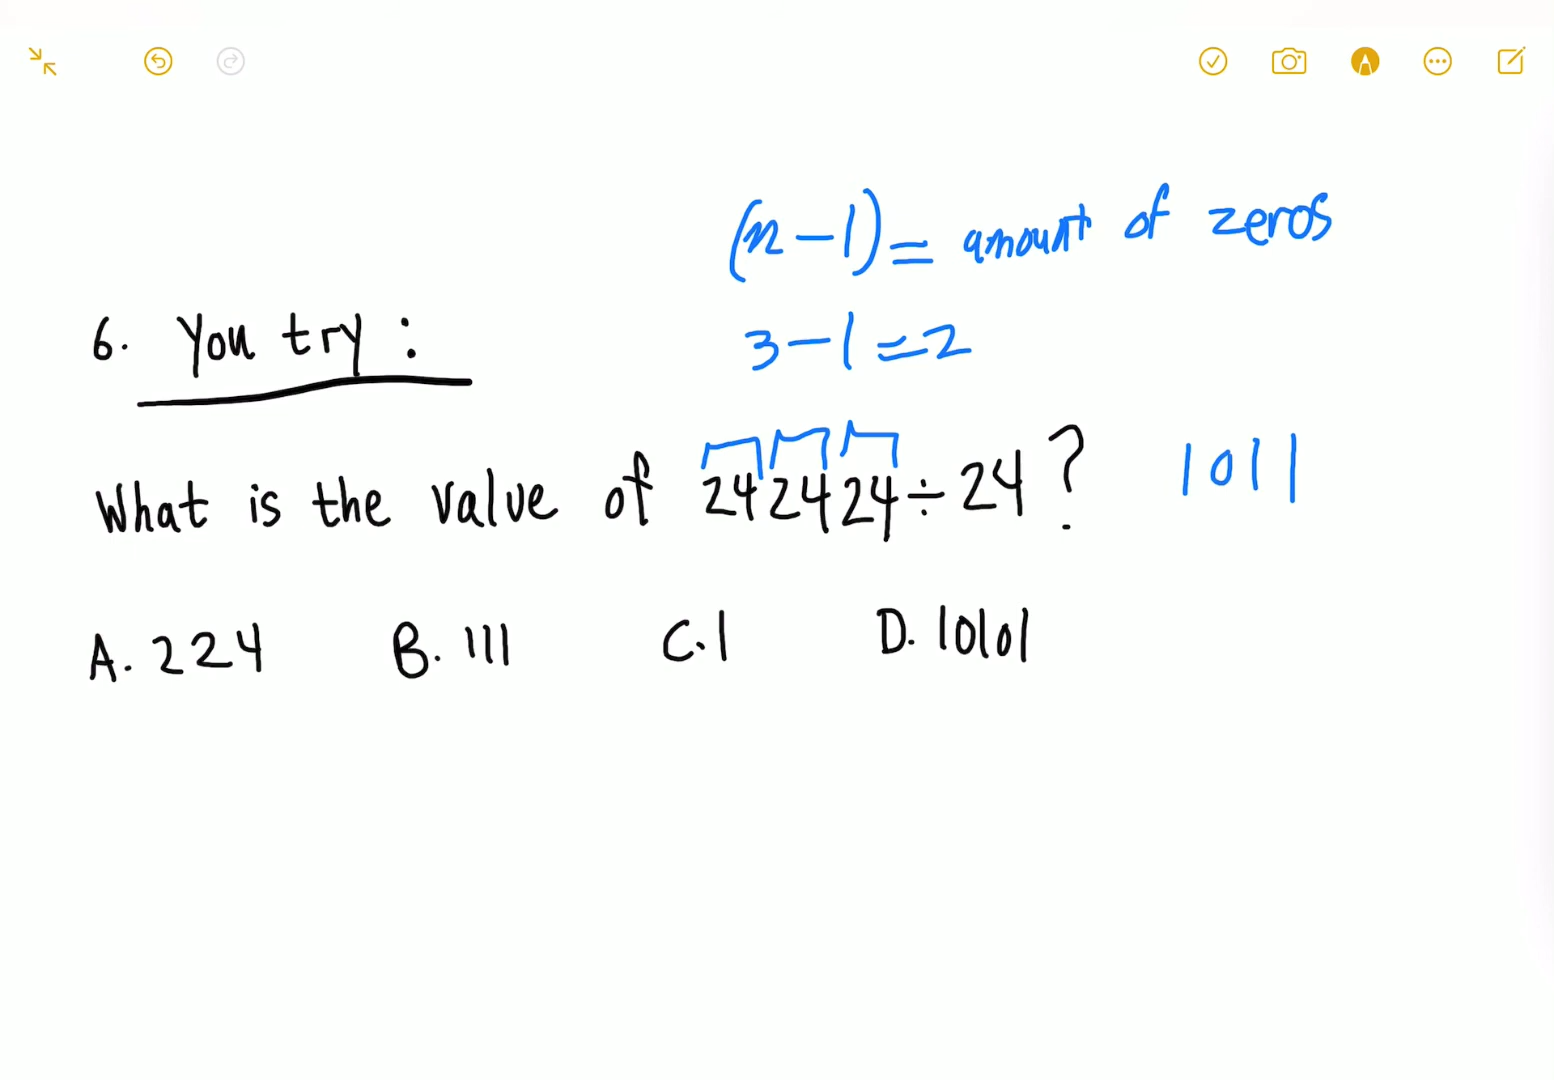 (n-1)= amount of zeros
6. You try :
3-1=2
What is the value of 242424÷24? 1011
A. 224 B. 111 C. 1 D. 10101